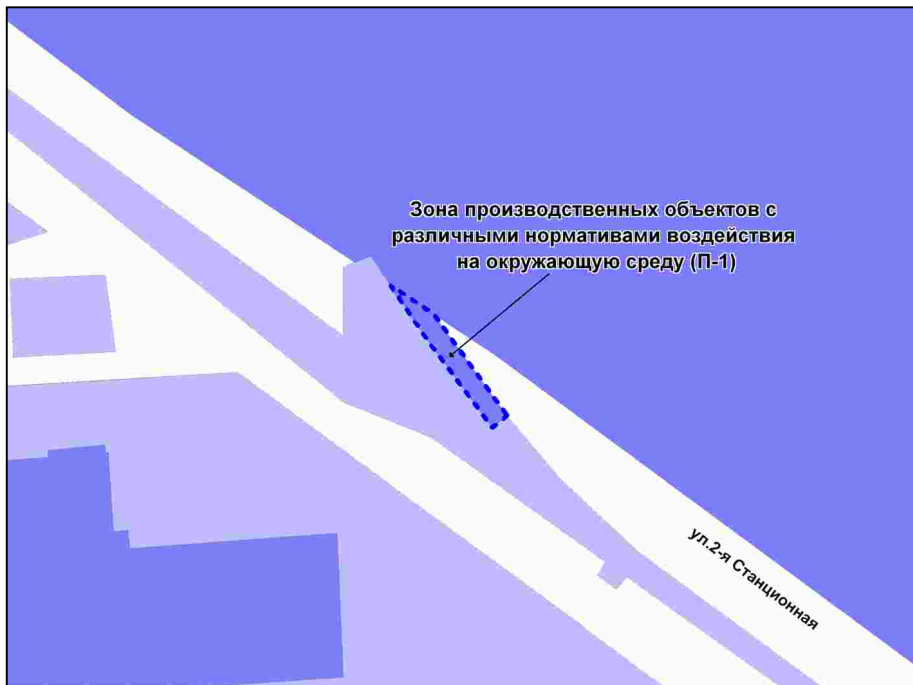 Зона производственных объектов с
различными нормативами воздействия
на окружающую среду (П-1)
ул.2-я Станционная